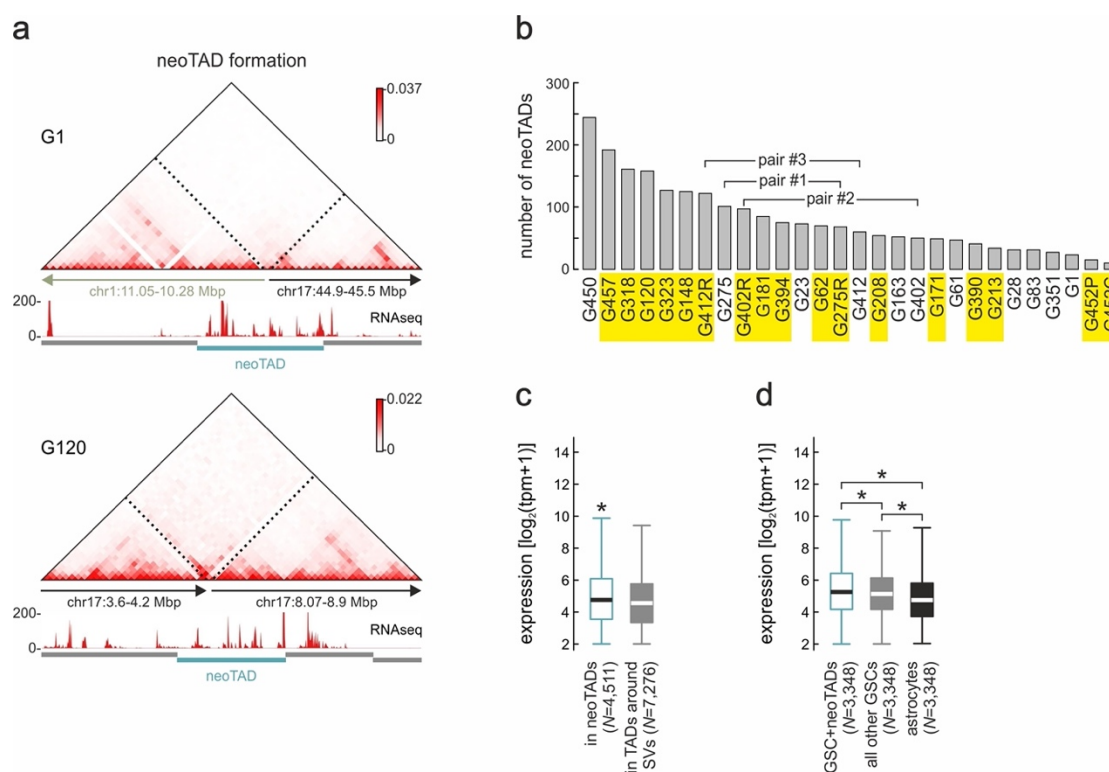 a
neoTAD formation
G1
0.037
0
chr1:11.05-10.28 Mbp
chr17:44.9-45.5 Mbp
200
0
RNAseq
neoTAD
G120
0.022
0
chr17:3.6-4.2 Mbp
chr17:8.07-8.9 Mbp
200
0
RNAseq
neoTAD
b
number of neoTADs
300
200
100
0
pair #3
pair #1
pair #2
G450
G457
G318
G120
G323
G148
G412R
G275
G402R
G181
G394
G23
G62
G275R
G412
G208
G163
G402
G171
G61
G390
G213
G28
G83
G351
G1
G452P
c
expression [log₂(tpm+1)]
14
12
10
8
6
4
2
*
in neoTADs
(N=4,511)
in TADs around
SVs (N=7,276)
d
expression [log₂(tpm+1)]
14
12
10
8
6
4
2
*
*
*
GSC+neoTADs
(N=3,348)
all other GSCs
(N=3,348)
astrocytes
(N=3,348)